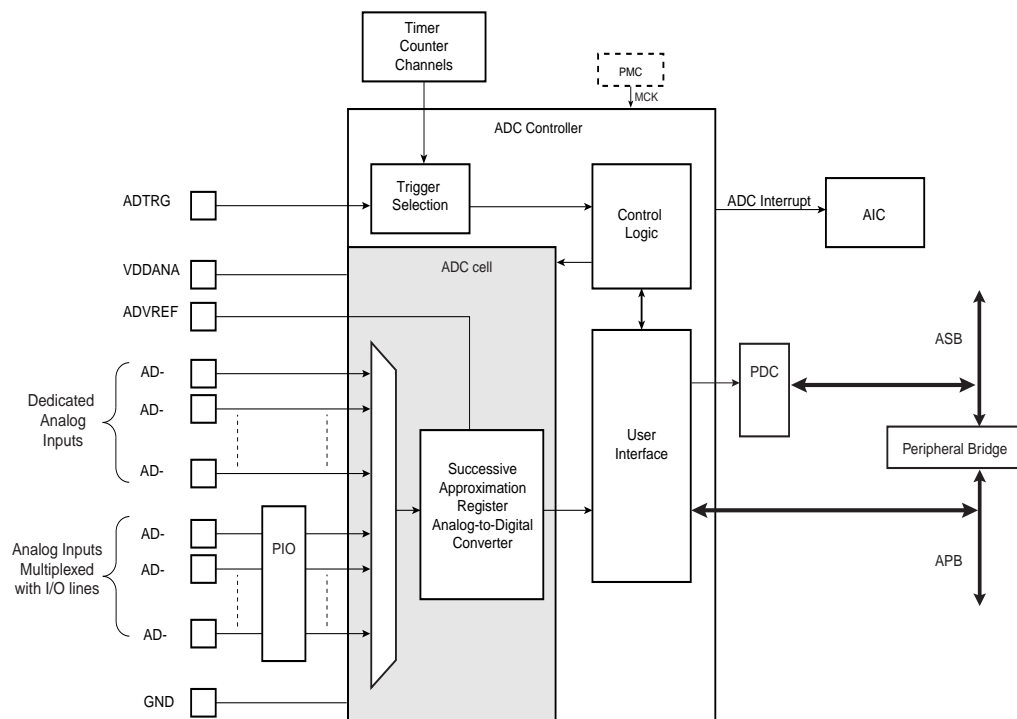 Timer
Counter
Channels
PMC
MCK
ADC Controller
ADTRG
Trigger
Selection
Control
Logic
ADC Interrupt
AIC
VDDANA
ADC cell
ADVREF
ASB
AD-
PDC
Dedicated
Analog
Inputs
AD-
User
Interface
Peripheral Bridge
AD-
Successive
Approximation
Register
Analog-to-Digital
Converter
AD-
PIO
Analog Inputs
Multiplexed
with I/O lines
AD-
APB
AD-
GND